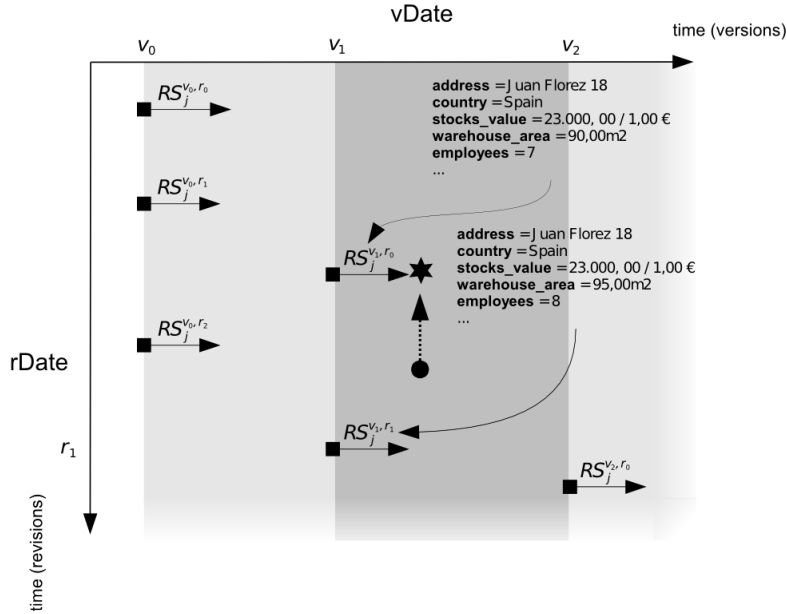 vDate
time (versions)
v0 v1 v2
RS_j^{v0, r0}
address = Juan Florez 18
country = Spain
stocks_value = 23.000, 00 / 1,00 €
warehouse_area = 90,00m2
employees = 7
...
RS_j^{v0, r1}
RS_j^{v1, r0}
address = Juan Florez 18
country = Spain
stocks_value = 23.000, 00 / 1,00 €
warehouse_area = 95,00m2
employees = 8
...
RS_j^{v0, r2}
rDate
r1
RS_j^{v1, r1}
RS_j^{v2, r0}
time (revisions)